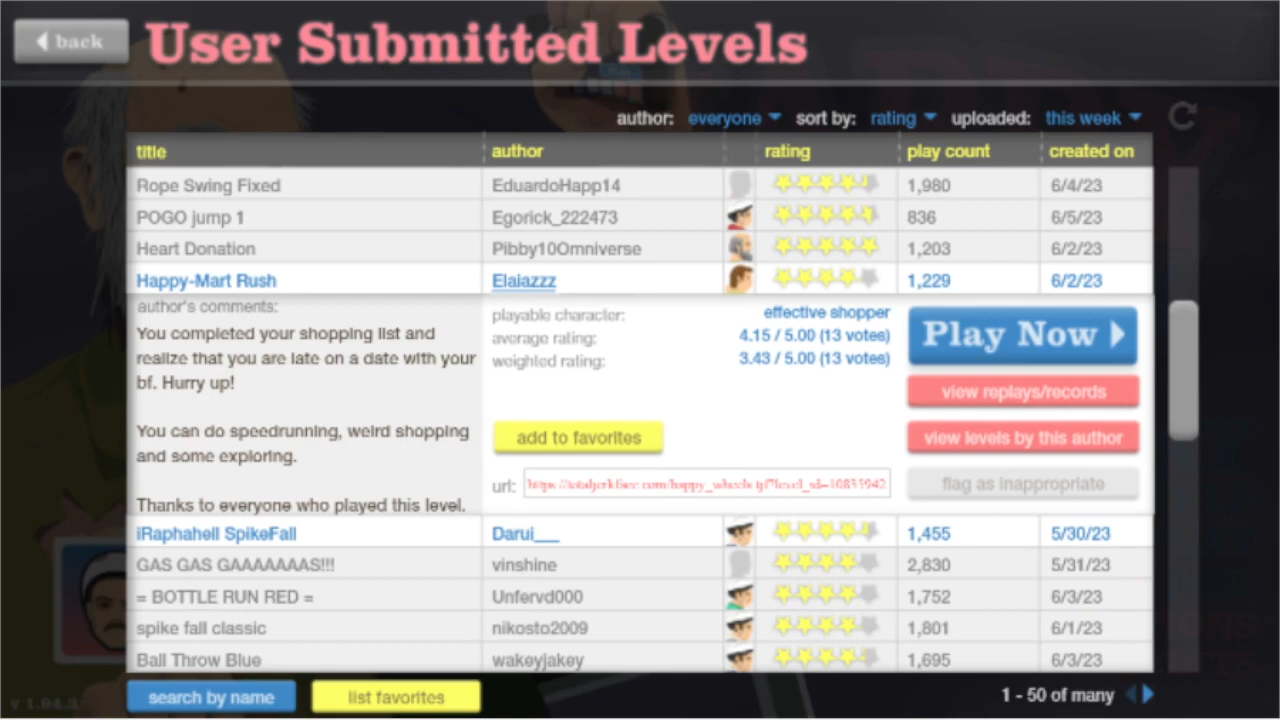 back
User Submitted Levels
author: everyone sort by: rating uploaded: this week
title author rating play count created on
Rope Swing Fixed EduardoHapp14 1,980 6/4/23
POGO jump 1 Egorick_222473 836 6/5/23
Heart Donation Pibby10Omniverse 1,203 6/2/23
Happy-Mart Rush Elaiazzz 1,229 6/2/23
author's comments:
You completed your shopping list and
realize that you are late on a date with your
bf. Hurry up!
You can do speedrunning, weird shopping
and some exploring.
Thanks to everyone who played this level.
playable character: effective shopper
average rating: 4.15 / 5.00 (13 votes)
weighted rating: 3.43 / 5.00 (13 votes)
add to favorites
url:
Play Now
view replays/records
view levels by this author
flag as inappropriate
iRaphahell SpikeFall Darui___ 1,455 5/30/23
GAS GAS GAAAAAAS!!! vinshine 2,830 5/31/23
= BOTTLE RUN RED = Unfervd000 1,752 6/3/23
spike fall classic nikosto2009 1,801 6/1/23
Ball Throw Blue wakeyjakey 1,695 6/3/23
search by name list favorites 1 - 50 of many